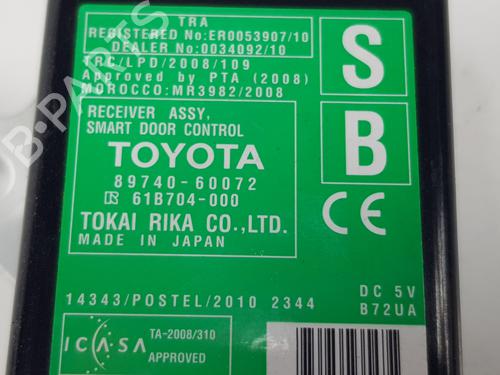 TRA
REGISTERED No:ER0053907/10
DEALER No:0034092/10
TRC/LPD/2008/109
Approved by PTA (2008)
MOROCCO:MR3982/2008
S
B
RECEIVER ASSY,
SMART DOOR CONTROL
TOYOTA
89740-60072
61B704-000
TOKAI RIKA CO.,LTD.
MADE IN JAPAN
CE
14343/POSTEL/2010 2344
DC 5V
B72UA
ICASA
TA-2008/310
APPROVED
B-PARTS